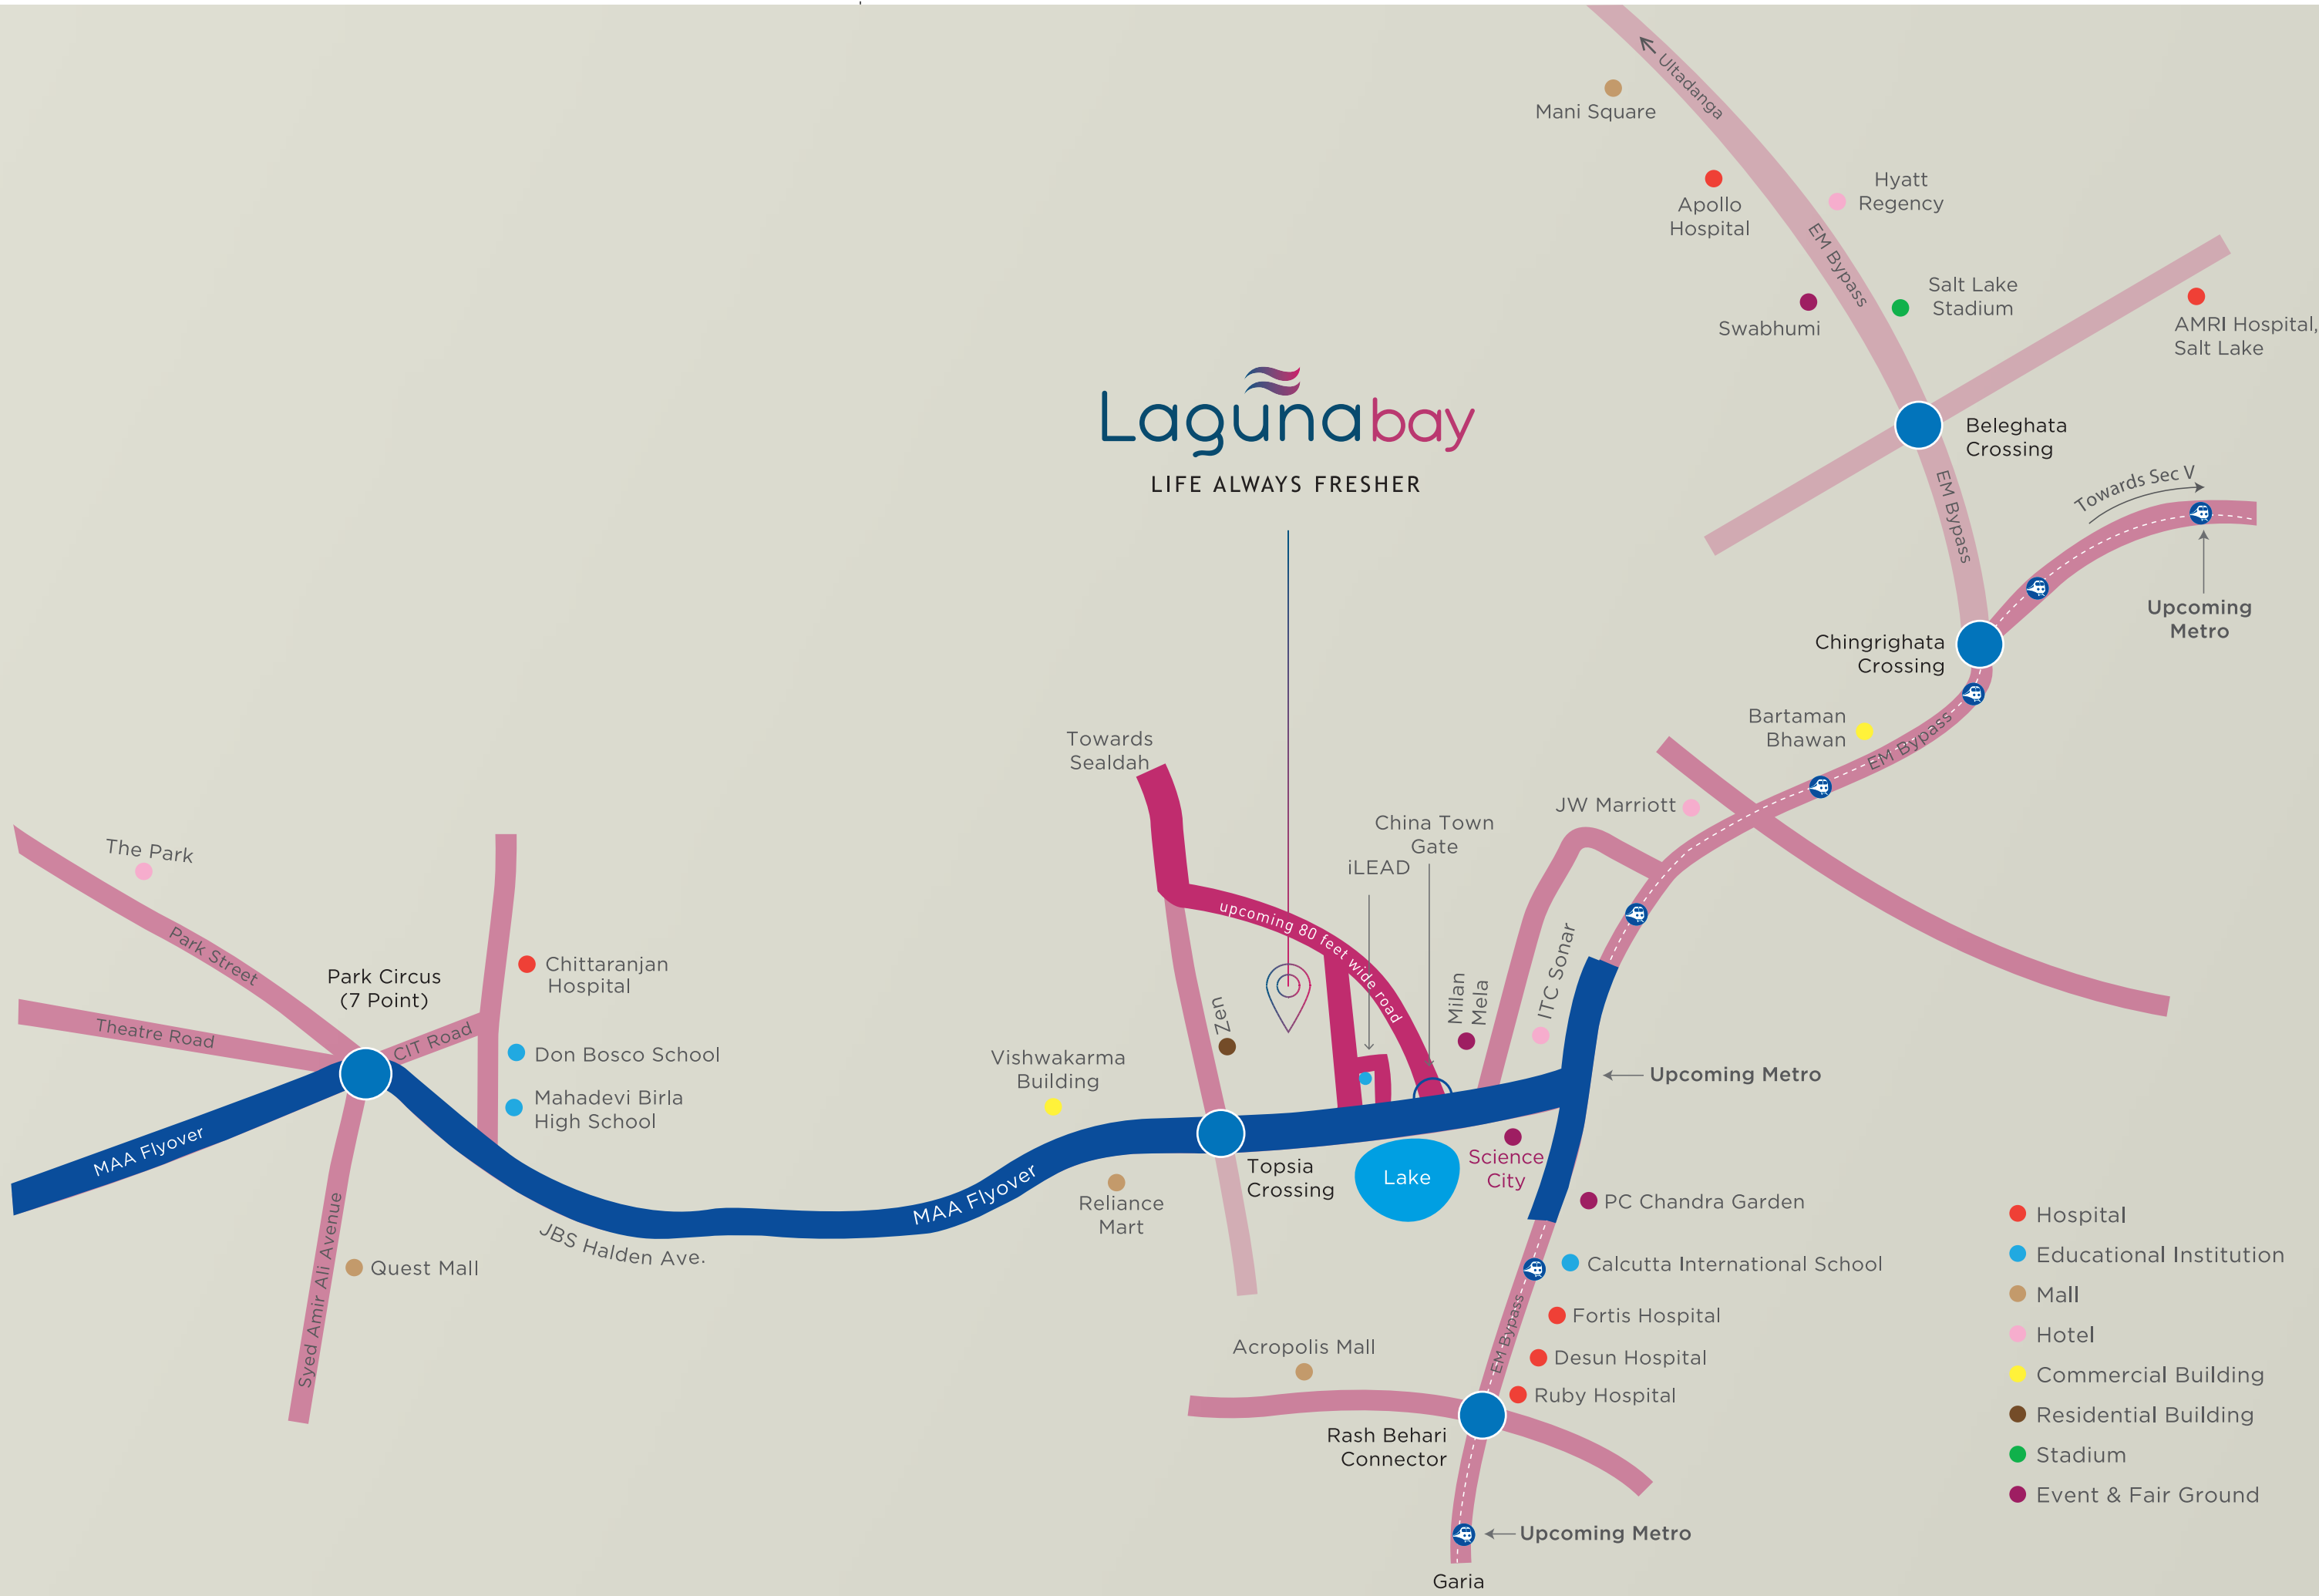 Ultadanga
Mani Square
Hyatt
Regency
Apollo
Hospital
EM Bypass
Salt Lake
Stadium
Swabhumi
AMRI Hospital,
Salt Lake
Lagunabay
LIFE ALWAYS FRESHER
Beleghata
Crossing
EM Bypass
Towards Sec V
Upcoming
Metro
Chingrighata
Crossing
Bartaman
Bhawan
EM Bypass
Towards
Sealdah
JW Marriott
China Town
Gate
iLEAD
The Park
Park Street
upcoming 80 feet wide road
Park Circus
(7 Point)
Chittaranjan
Hospital
Theatre Road
CIT Road
Don Bosco School
Mahadevi Birla
High School
Zen
Milan
Mela
ITC Sonar
Vishwakarma
Building
Upcoming Metro
MAA Flyover
Topsia
Crossing
Lake
Science
City
MAA Flyover
Reliance
Mart
PC Chandra Garden
JBS Halden Ave.
Syed Amir Ali Avenue
Quest Mall
Calcutta International School
EM Bypass
Fortis Hospital
Acropolis Mall
Desun Hospital
Ruby Hospital
Rash Behari
Connector
Upcoming Metro
Garia
Hospital
Educational Institution
Mall
Hotel
Commercial Building
Residential Building
Stadium
Event & Fair Ground